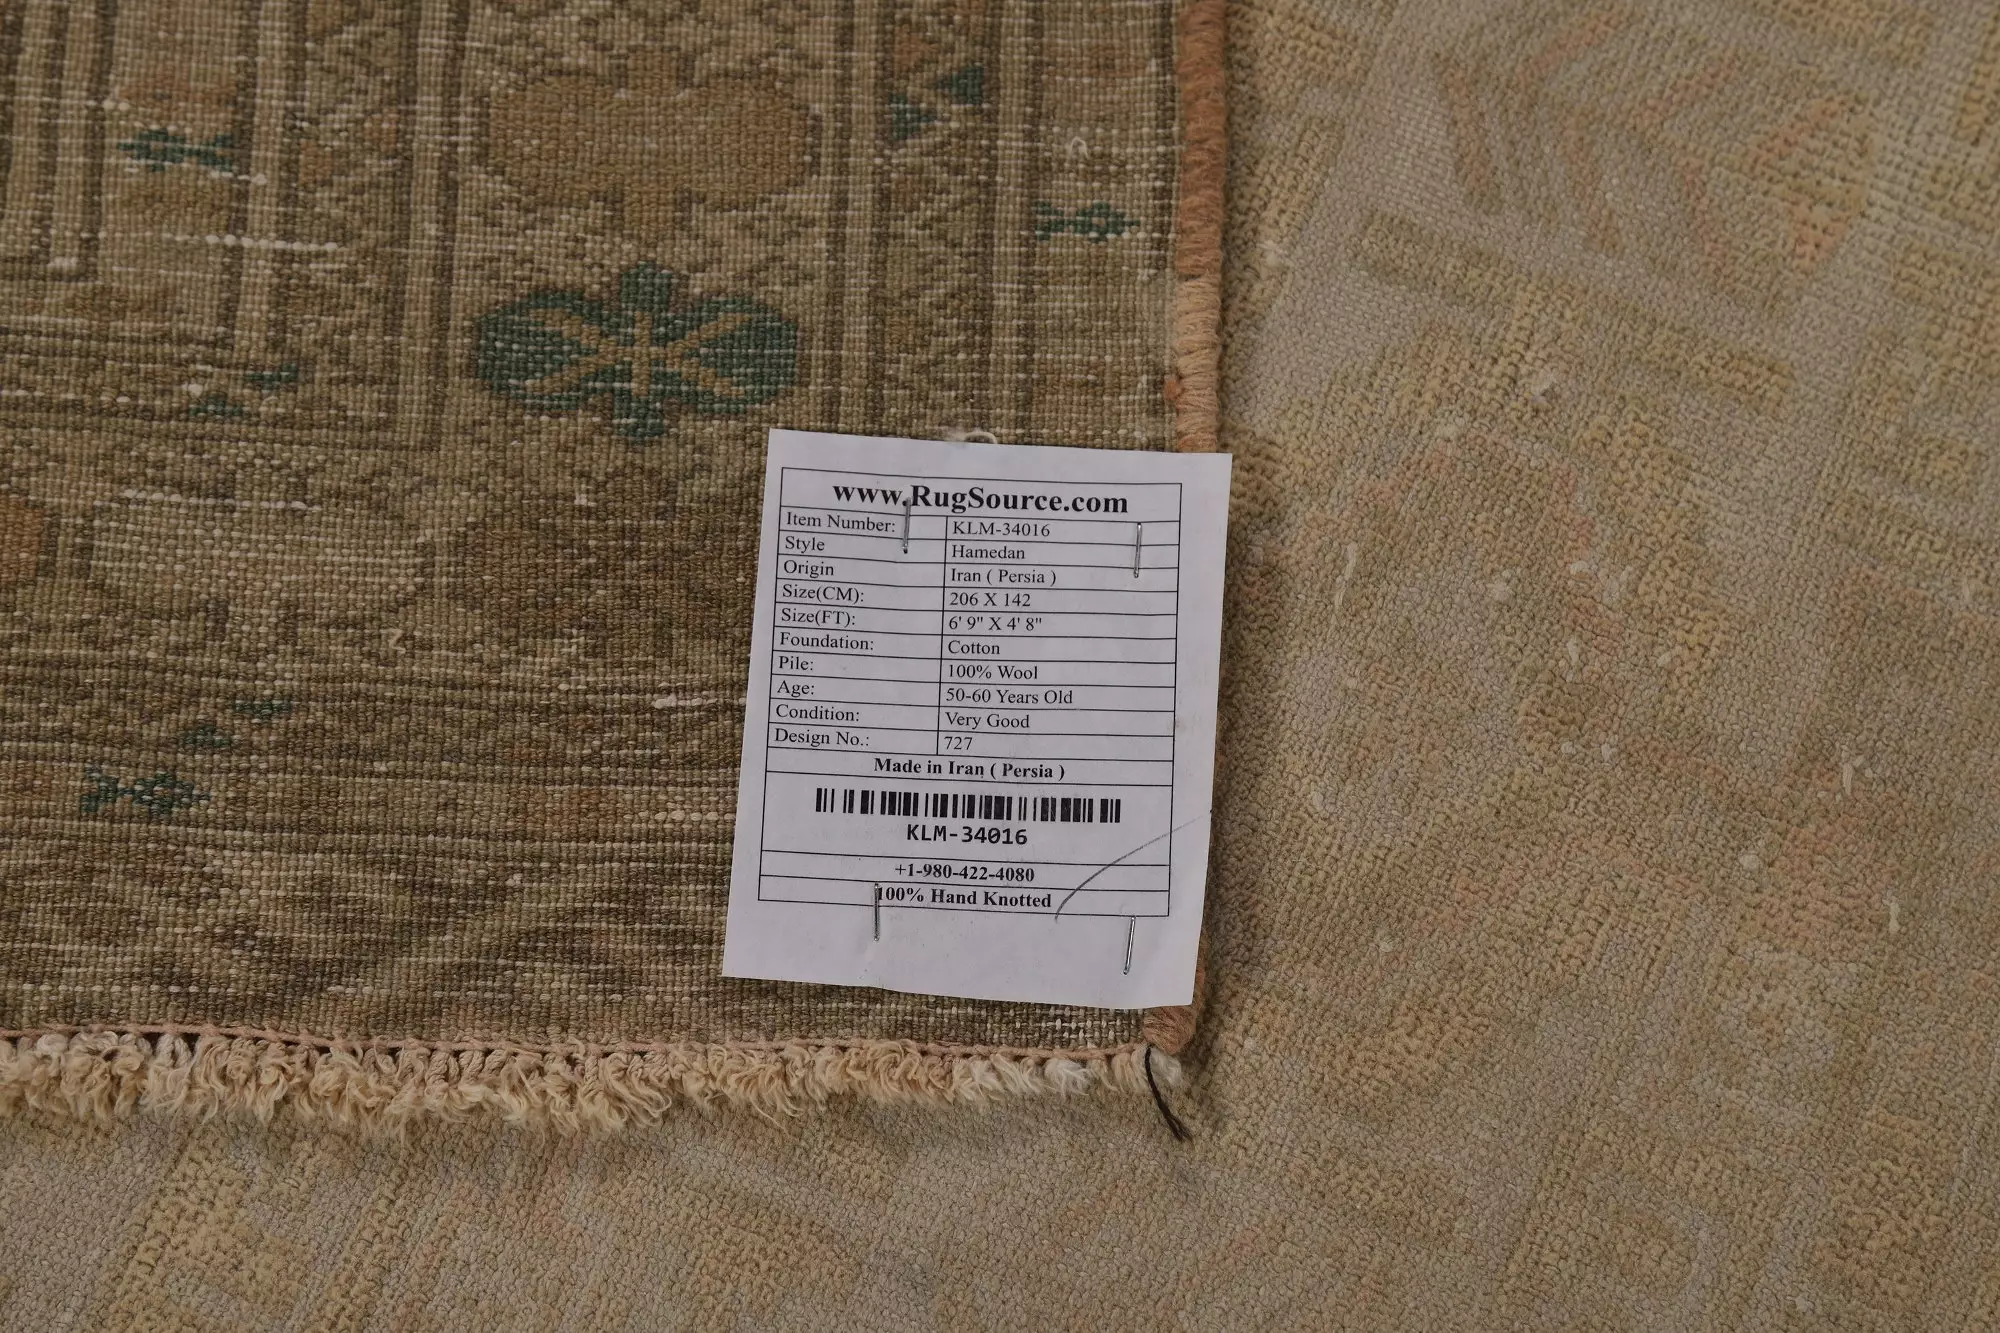 www.RugSource.com
Item Number: KLM-34016
Style Hamedan
Origin Iran ( Persia )
Size(CM): 206 X 142
Size(FT): 6' 9" X 4' 8"
Foundation: Cotton
Pile: 100% Wool
Age: 50-60 Years Old
Condition: Very Good
Design No.: 727
Made in Iran ( Persia )
KLM-34016
+1-980-422-4080
100% Hand Knotted